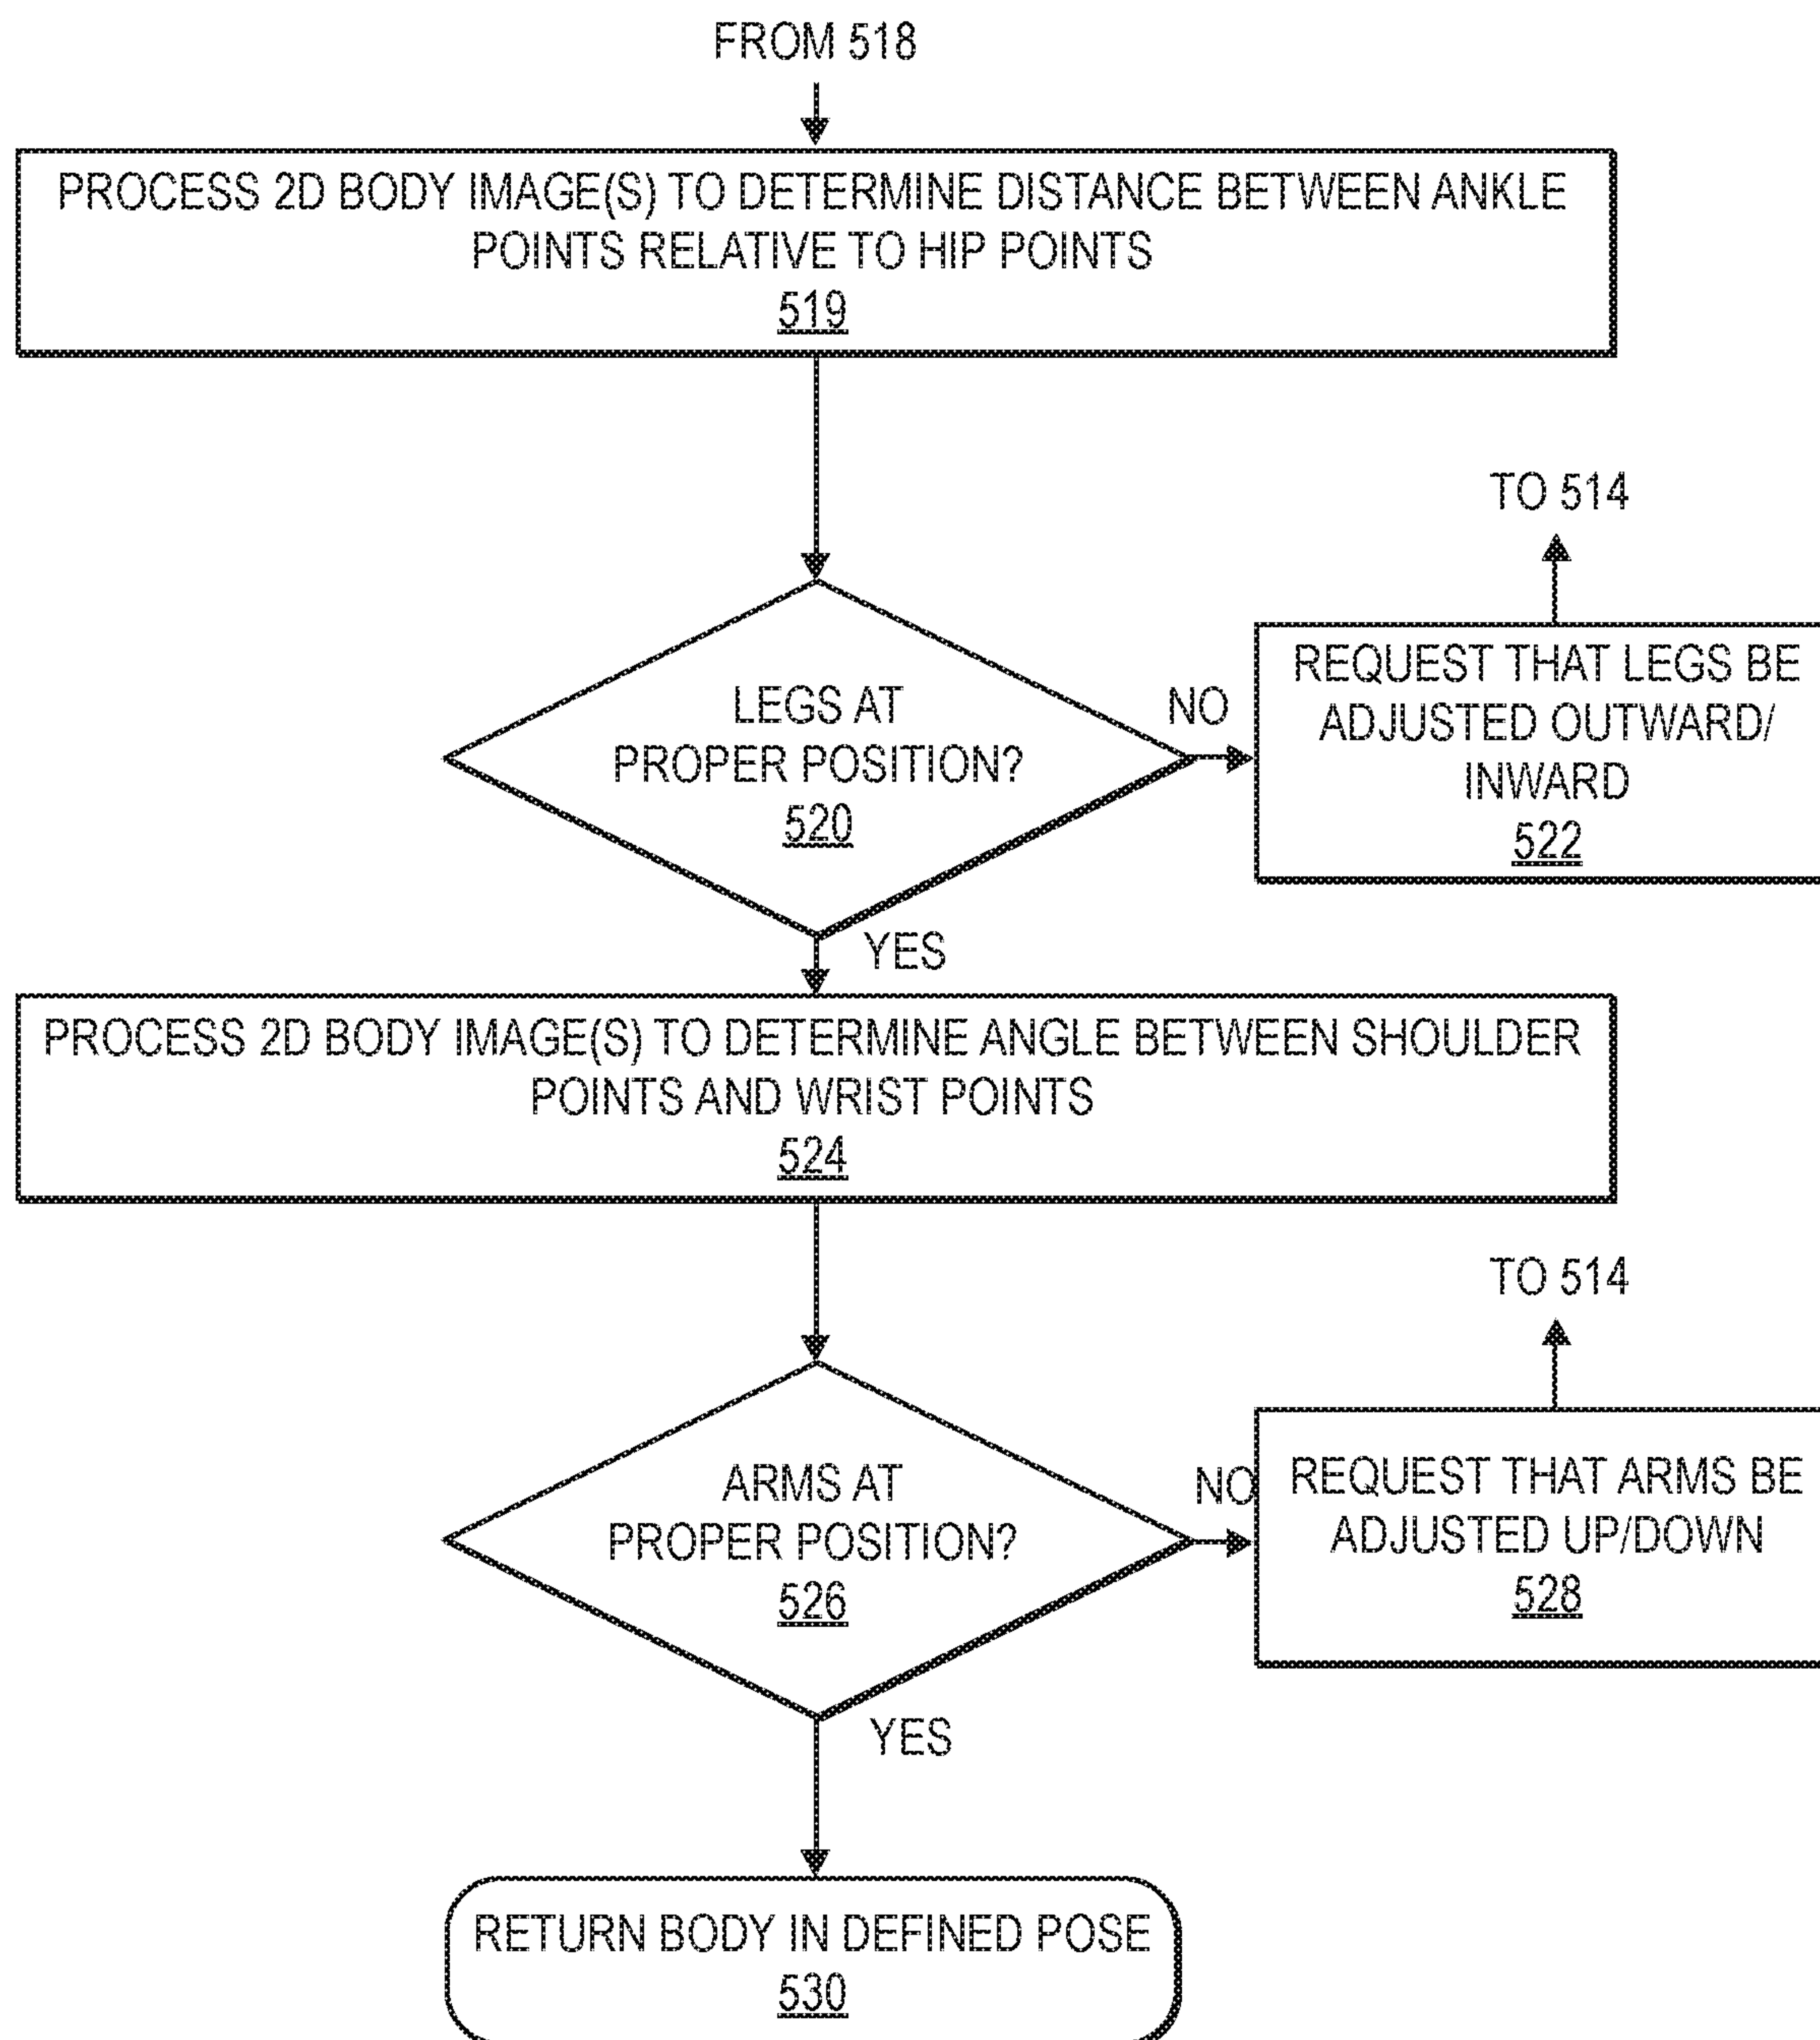 FROM 518
PROCESS 2D BODY IMAGE(S) TO DETERMINE DISTANCE BETWEEN ANKLE
POINTS RELATIVE TO HIP POINTS
519
TO 514
LEGS AT
PROPER POSITION?
520
NO
REQUEST THAT LEGS BE
ADJUSTED OUTWARD/
INWARD
522
YES
PROCESS 2D BODY IMAGE(S) TO DETERMINE ANGLE BETWEEN SHOULDER
POINTS AND WRIST POINTS
524
TO 514
ARMS AT
PROPER POSITION?
526
NO
REQUEST THAT ARMS BE
ADJUSTED UP/DOWN
528
YES
RETURN BODY IN DEFINED POSE
530